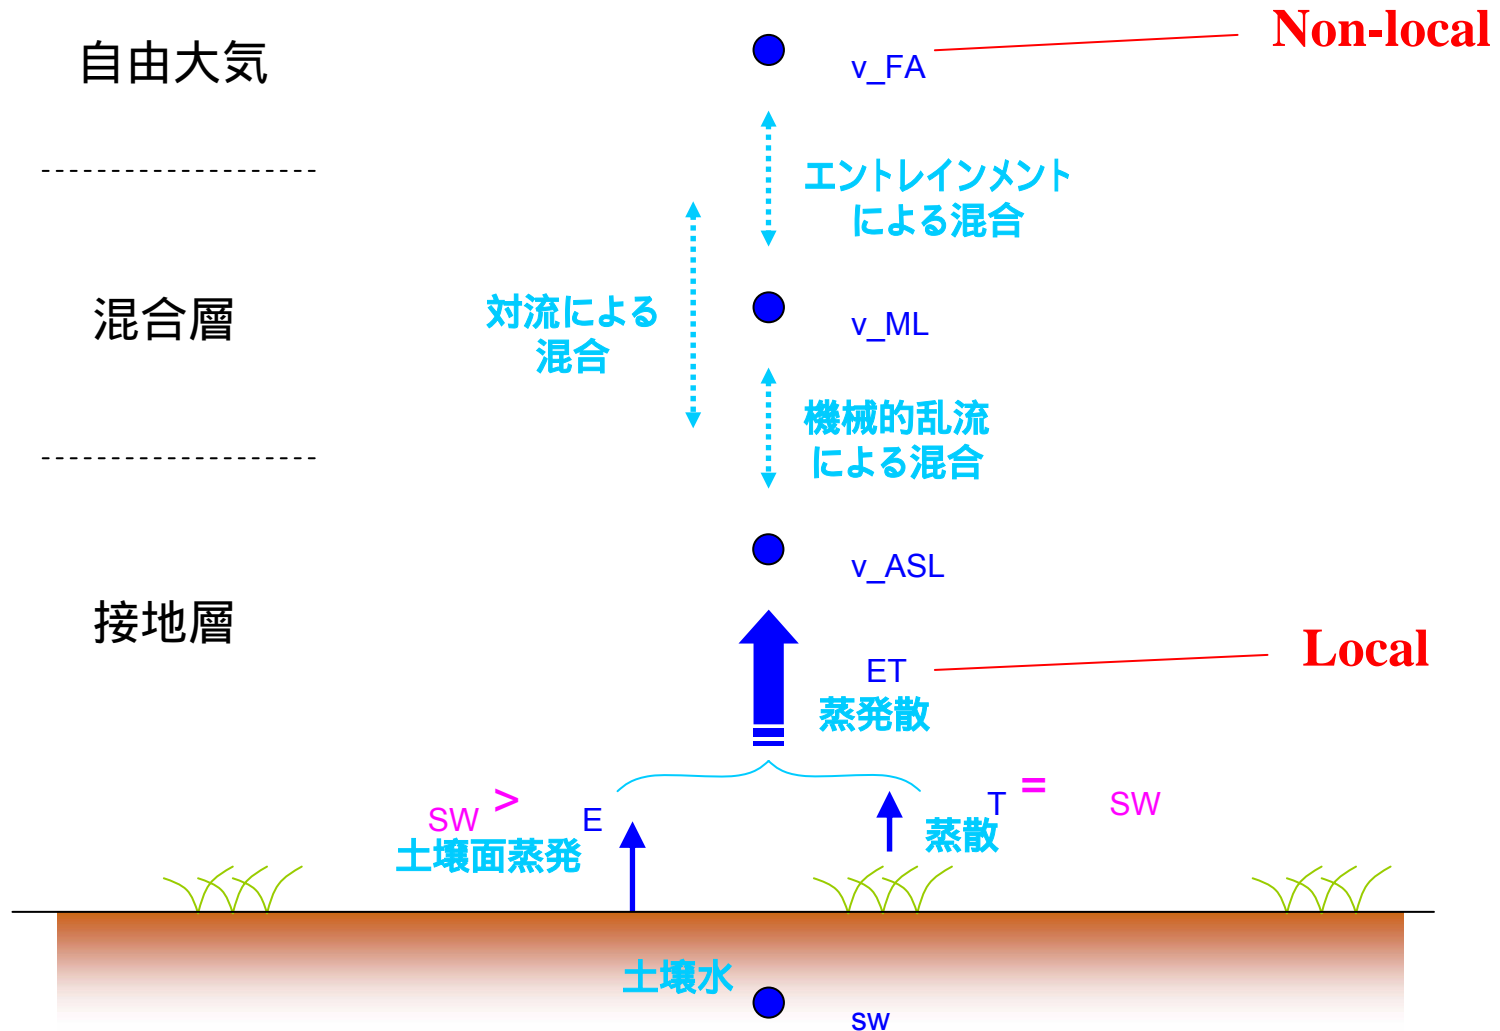 Non-local
自由大気
v_FA
エントレインメント
による混合
対流による
混合
混合層
v_ML
機械的乱流
による混合
v_ASL
接地層
Local
ET
蒸発散
SW > E
土壌面蒸発
T = SW
蒸散
土壌水
sw